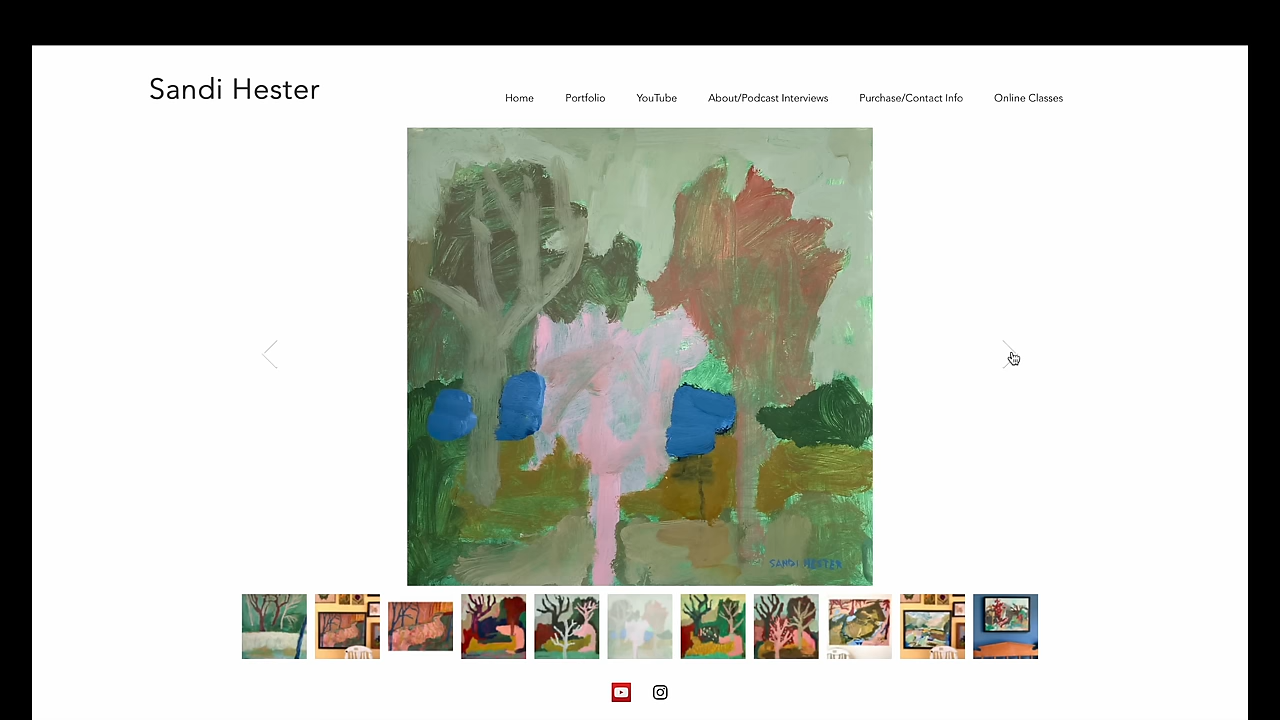 Sandi Hester
Home Portfolio YouTube About/Podcast Interviews Purchase/Contact Info Online Classes
SANDI HESTER